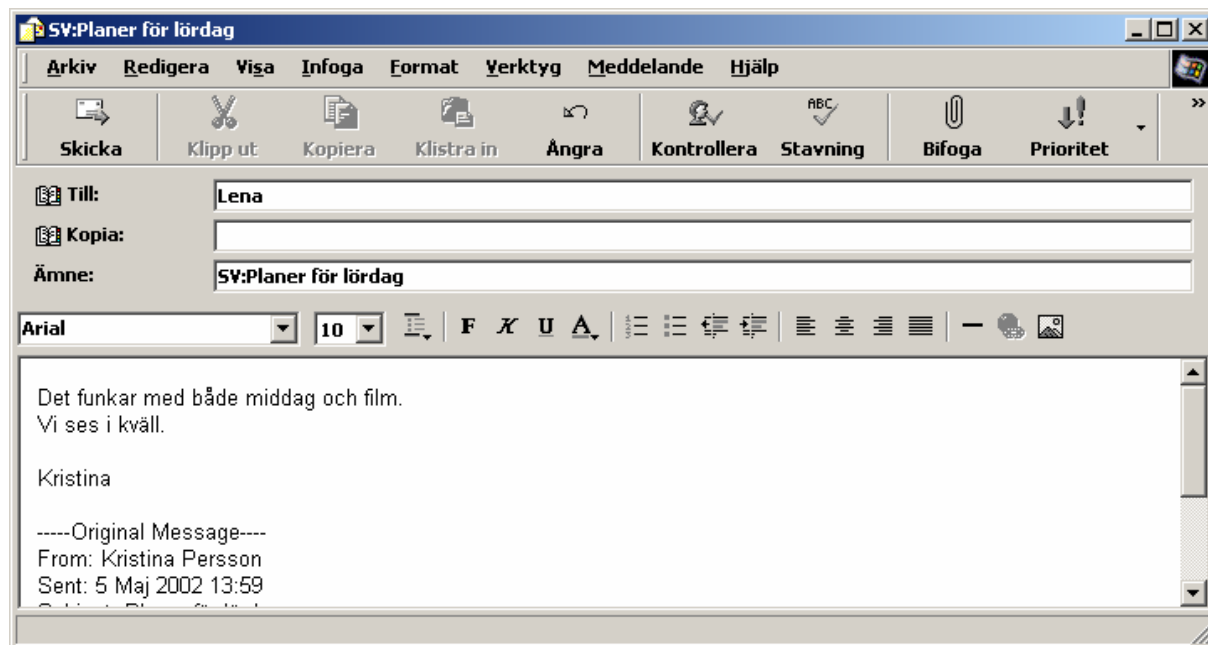 SV:Planer för lördag
Arkiv Redigera Visa Infoga Format Verktyg Meddelande Hjälp
ABC
Skicka Klipp ut Kopiera Klistra in Ångra Kontrollera Stavning Bifoga Prioritet
Till: Lena
Kopia:
Ämne: SV:Planer för lördag
Arial 10 F K U A
Det funkar med både middag och film.
Vi ses i kväll.
Kristina
-----Original Message----
From: Kristina Persson
Sent: 5 Maj 2002 13:59